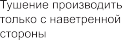 Тушение производить
только с наветренной
стороны